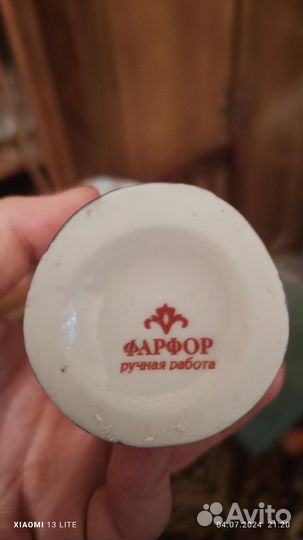 ФАРФОР
ручная работа
XIAOMI 13 LITE
04.07.2024 21:20
Avito